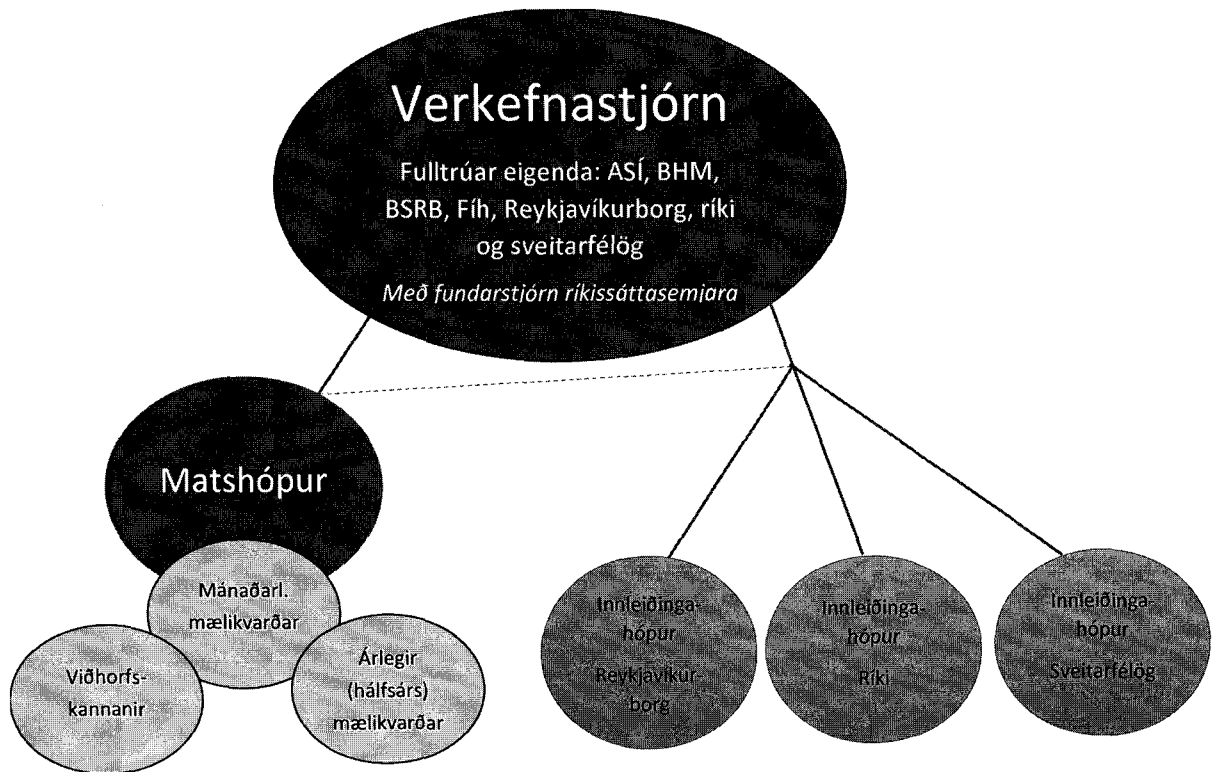 Verkefnastjórn
Fulltrúar eigenda: ASÍ, BHM,
BSRB, Fíh, Reykjavíkurborg, ríki
og sveitarfélög
Með fundarstjórn ríkissáttasemjara
Matshópur
Mánaðarl.
mælikvarðar
Viðhorfs-
kannanir
Árlegir
(hálfsárs)
mælikvarðar
Innleiðinga-
hópur
Reykjavíkur-
borg
Innleiðinga
hópur
Ríki
Innleiðinga
hópur
Sveitarfélög